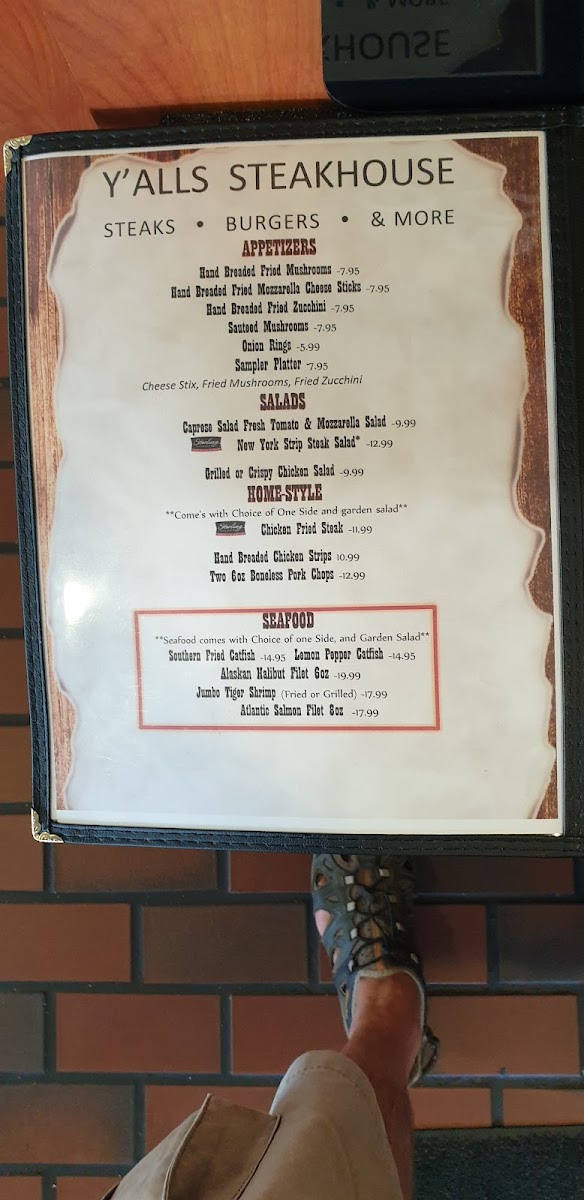 & MORE
KHOUSE
Y'ALLS STEAKHOUSE
STEAKS • BURGERS • & MORE
APPETIZERS
Hand Breaded Fried Mushrooms -7.95
Hand Breaded Fried Mozzarella Cheese Sticks -7.95
Hand Breaded Fried Zucchini -7.95
Sauteed Mushrooms -7.95
Onion Rings -5.99
Sampler Platter -7.95
Cheese Stix, Fried Mushrooms, Fried Zucchini
SALADS
Caprese Salad Fresh Tomato & Mozzarella Salad -9.99
Sterling New York Strip Steak Salad* -12.99
Grilled or Crispy Chicken Salad -9.99
HOME-STYLE
**Come's with Choice of One Side and garden salad**
Sterling Chicken Fried Steak -11.99
Hand Breaded Chicken Strips 10.99
Two 6oz Boneless Pork Chops -12.99
SEAFOOD
**Seafood comes with Choice of one Side, and Garden Salad**
Southern Fried Catfish -14.95 Lemon Pepper Catfish -14.95
Alaskan Halibut Filet 6oz -19.99
Jumbo Tiger Shrimp (Fried or Grilled) -17.99
Atlantic Salmon Filet 8oz -17.99